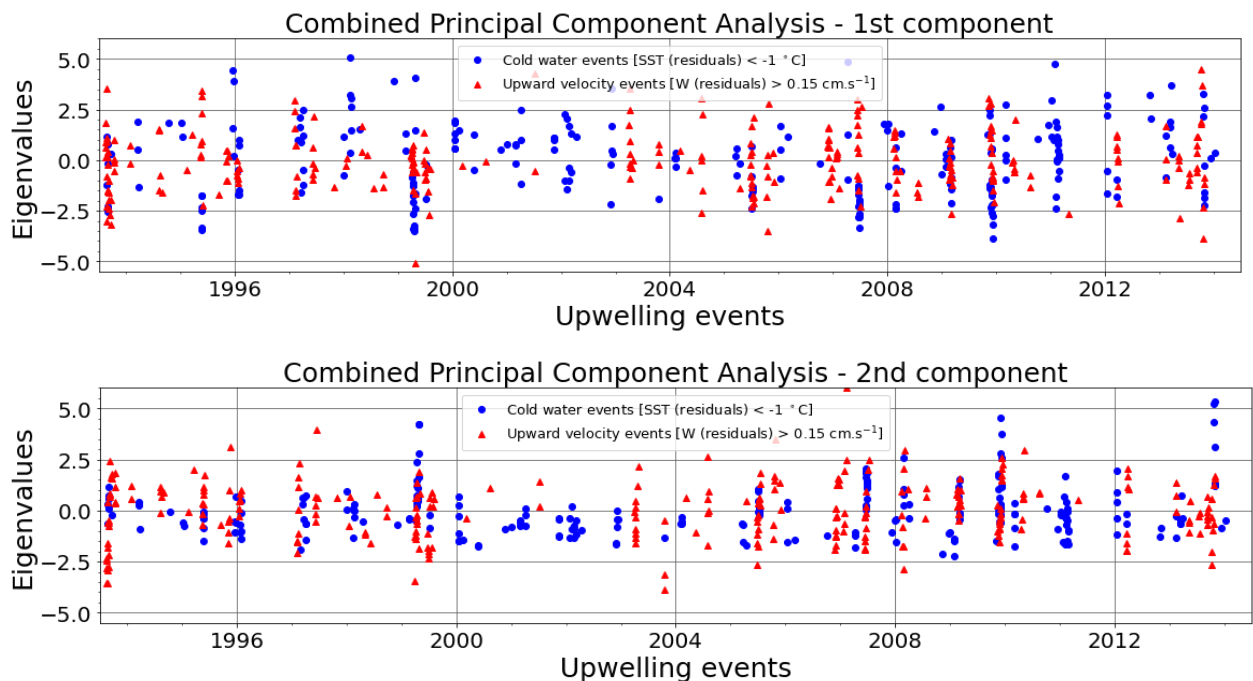 Combined Principal Component Analysis - 1st component
Cold water events [SST (residuals) < -1 °C]
Upward velocity events [W (residuals) > 0.15 cm.s⁻¹]
Eigenvalues
5.0
2.5
0.0
−2.5
−5.0
1996 2000 2004 2008 2012
Upwelling events
Combined Principal Component Analysis - 2nd component
Cold water events [SST (residuals) < -1 °C]
Upward velocity events [W (residuals) > 0.15 cm.s⁻¹]
Eigenvalues
5.0
2.5
0.0
−2.5
−5.0
1996 2000 2004 2008 2012
Upwelling events